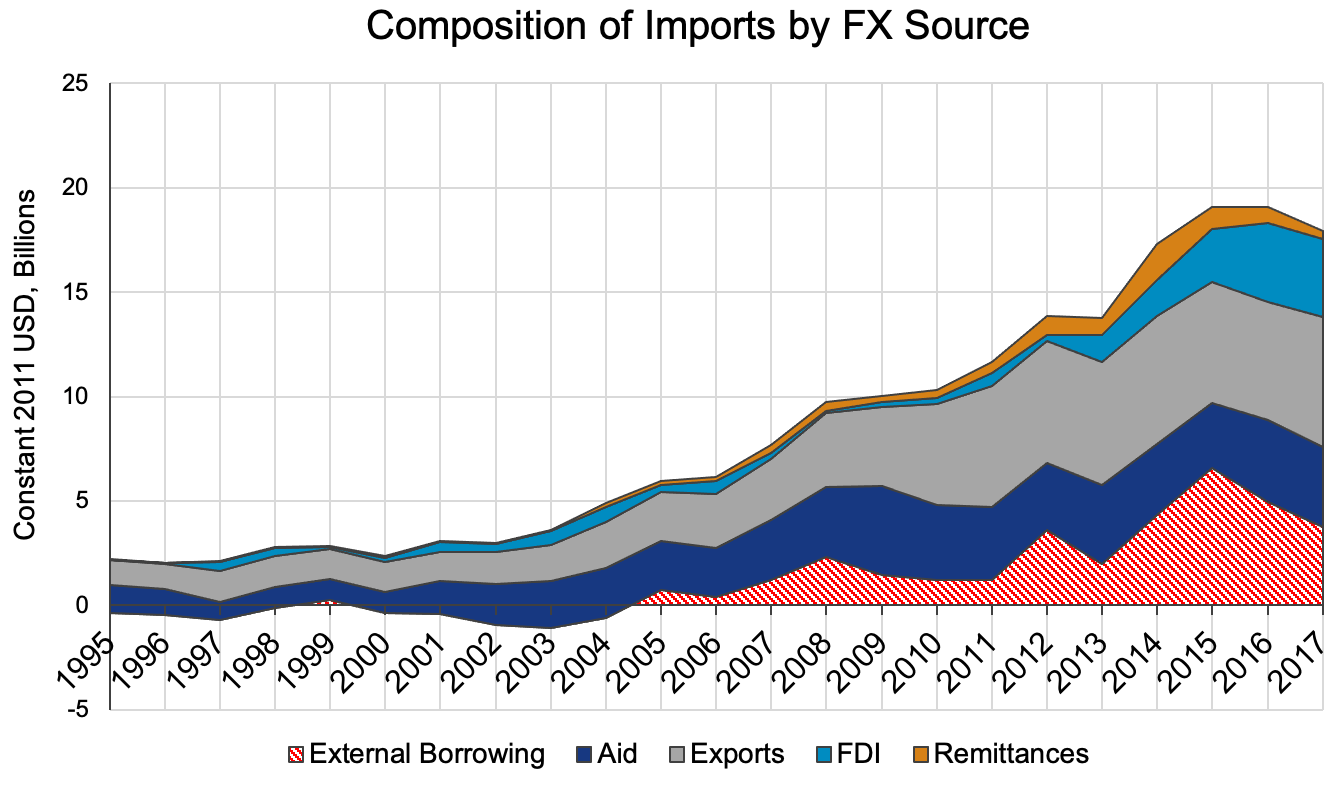 Composition of Imports by FX Source
Constant 2011 USD, Billions
25
20
15
10
5
0
-5
1995 1996 1997 1998 1999 2000 2001 2002 2003 2004 2005 2006 2007 2008 2009 2010 2011 2012 2013 2014 2015 2016 2017
External Borrowing Aid Exports FDI Remittances